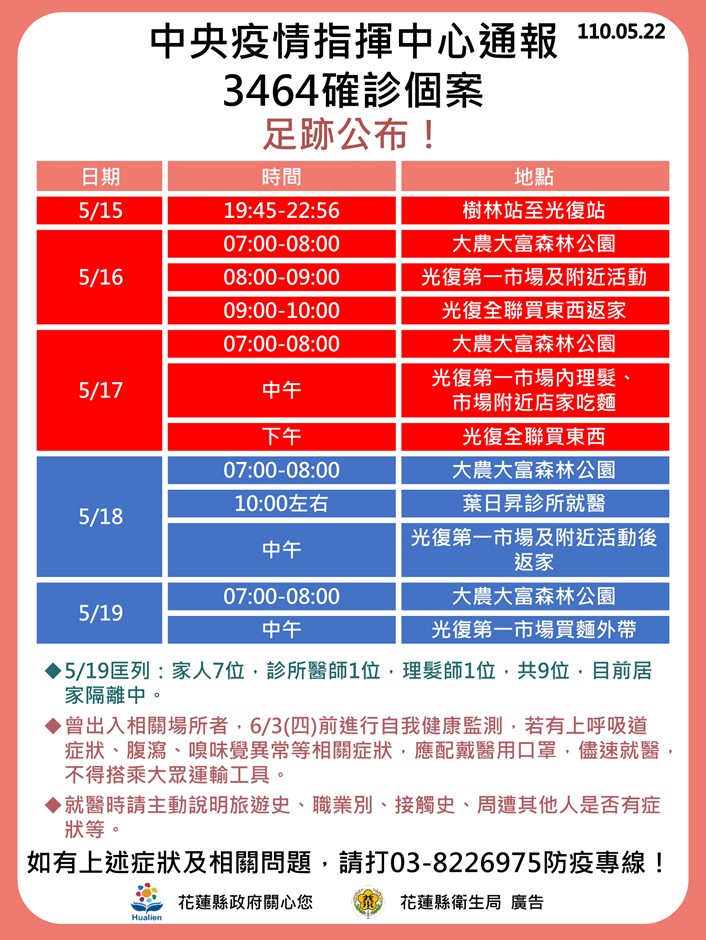 中央疫情指揮中心通報
110.05.22
3464確診個案
足跡公布！
日期 時間 地點
5/15 19:45-22:56 樹林站至光復站
5/16 07:00-08:00 大農大富森林公園
08:00-09:00 光復第一市場及附近活動
09:00-10:00 光復全聯買東西返家
5/17 07:00-08:00 大農大富森林公園
中午 光復第一市場內理髮、
市場附近店家吃麵
下午 光復全聯買東西
5/18 07:00-08:00 大農大富森林公園
10:00左右 葉日昇診所就醫
中午 光復第一市場及附近活動後
返家
5/19 07:00-08:00 大農大富森林公園
中午 光復第一市場買麵外帶
◆5/19匡列：家人7位，診所醫師1位，理髮師1位，共9位，目前居
家隔離中。
◆曾出入相關場所者，6/3(四)前進行自我健康監測，若有上呼吸道
症狀、腹瀉、嗅味覺異常等相關症狀，應配戴醫用口罩，儘速就醫，
不得搭乘大眾運輸工具。
◆就醫時請主動說明旅遊史、職業別、接觸史、周遭其他人是否有症
狀等。
如有上述症狀及相關問題，請打03-8226975防疫專線！
Hualien 花蓮縣政府關心您 花蓮縣衛生局 廣告